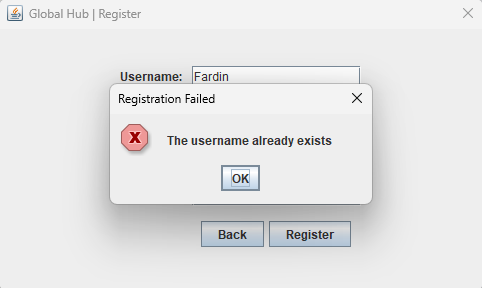 Global Hub | Register
Username: Fardin
Registration Failed
The username already exists
OK
Back Register